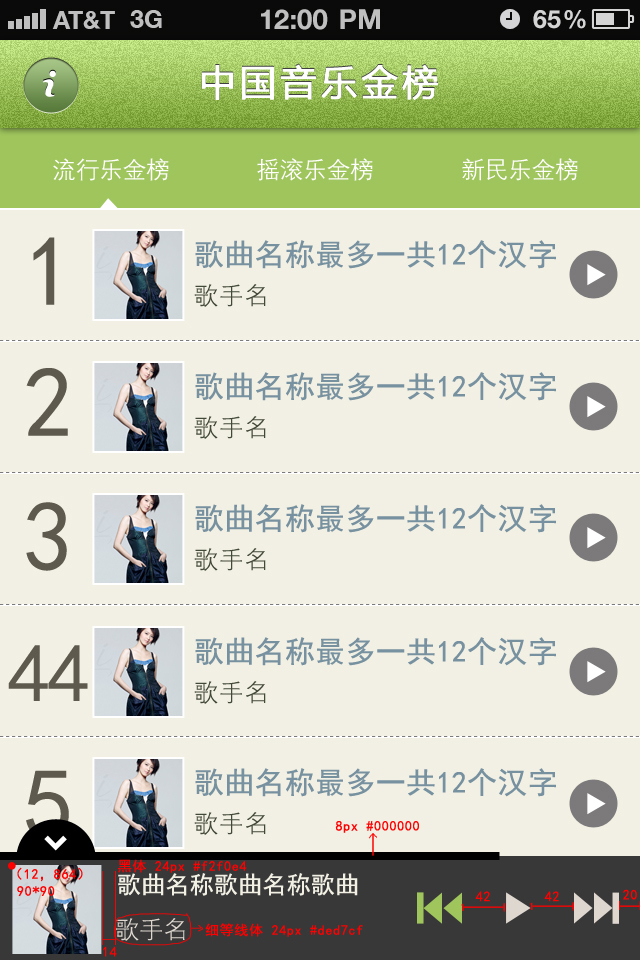 AT&T 3G 12:00 PM 65%
i 中国音乐金榜
流行乐金榜 摇滚乐金榜 新民乐金榜
1 歌曲名称最多一共12个汉字
歌手名
2 歌曲名称最多一共12个汉字
歌手名
3 歌曲名称最多一共12个汉字
歌手名
44 歌曲名称最多一共12个汉字
歌手名
5 歌曲名称最多一共12个汉字
歌手名
8px #000000
(12, 864) 黑体 24px #f2f0e4
90*90 歌曲名称歌曲名称歌曲
42 42 20
歌手名 细等线体 24px #ded7cf
14